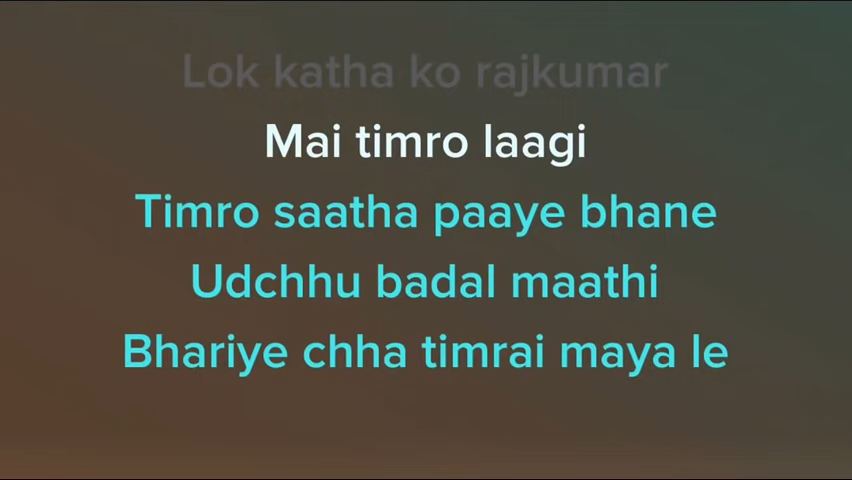 Lok katha ko rajkumar
Mai timro laagi
Timro saatha paaye bhane
Udchhu badal maathi
Bhariye chha timrai maya le